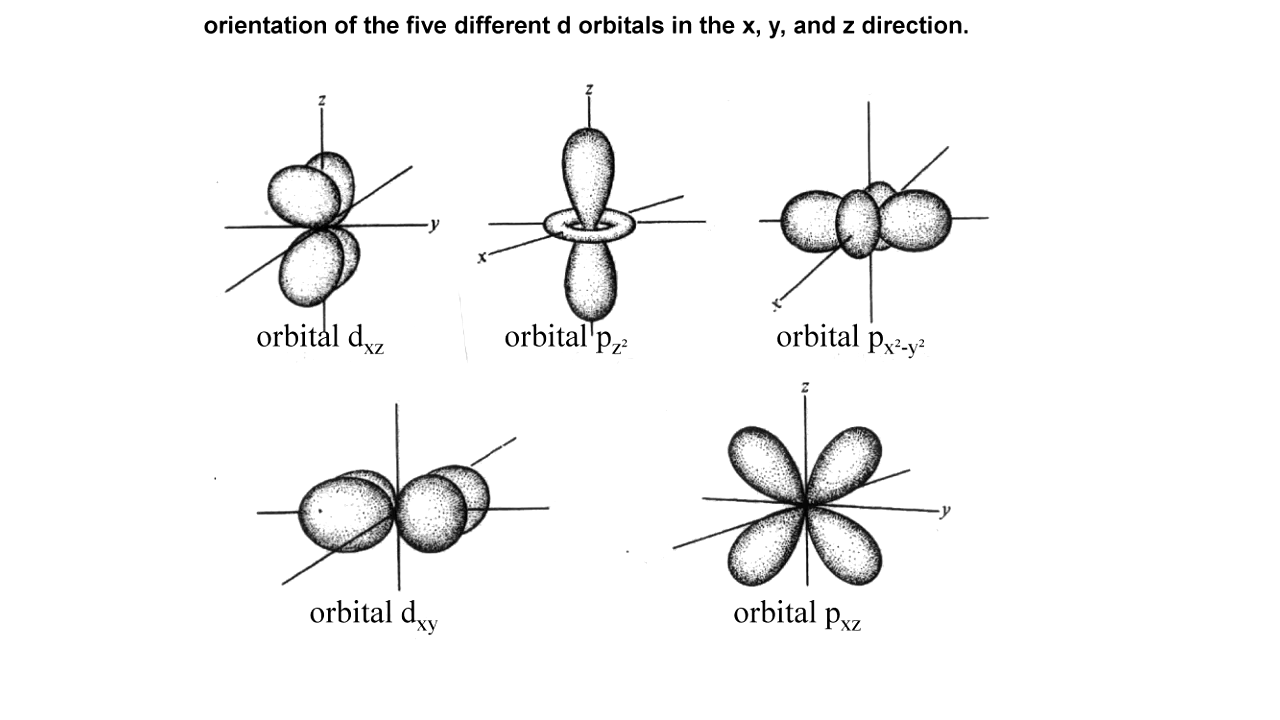 orientation of the five different d orbitals in the x, y, and z direction.
z
y
orbital dxz
z
x
orbital pz²
x
orbital px²-y²
orbital dxy
z
y
orbital pxz